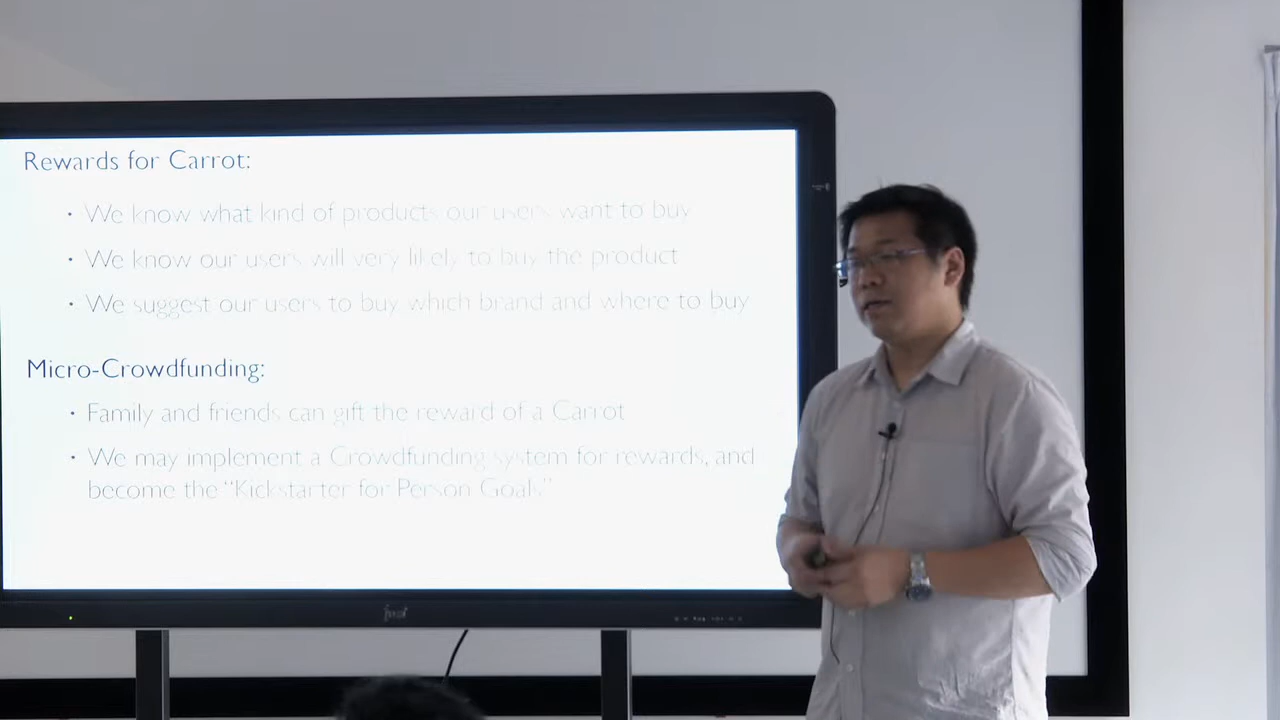 Rewards for Carrot:
· We know what kind of products our users want to buy
· We know our users will very likely to buy the product
· We suggest our users to buy which brand and where to buy
Micro-Crowdfunding:
· Family and friends can gift the reward of a Carrot
· We may implement a Crowdfunding system for rewards, and
become the “Kickstarter for Person Goals”